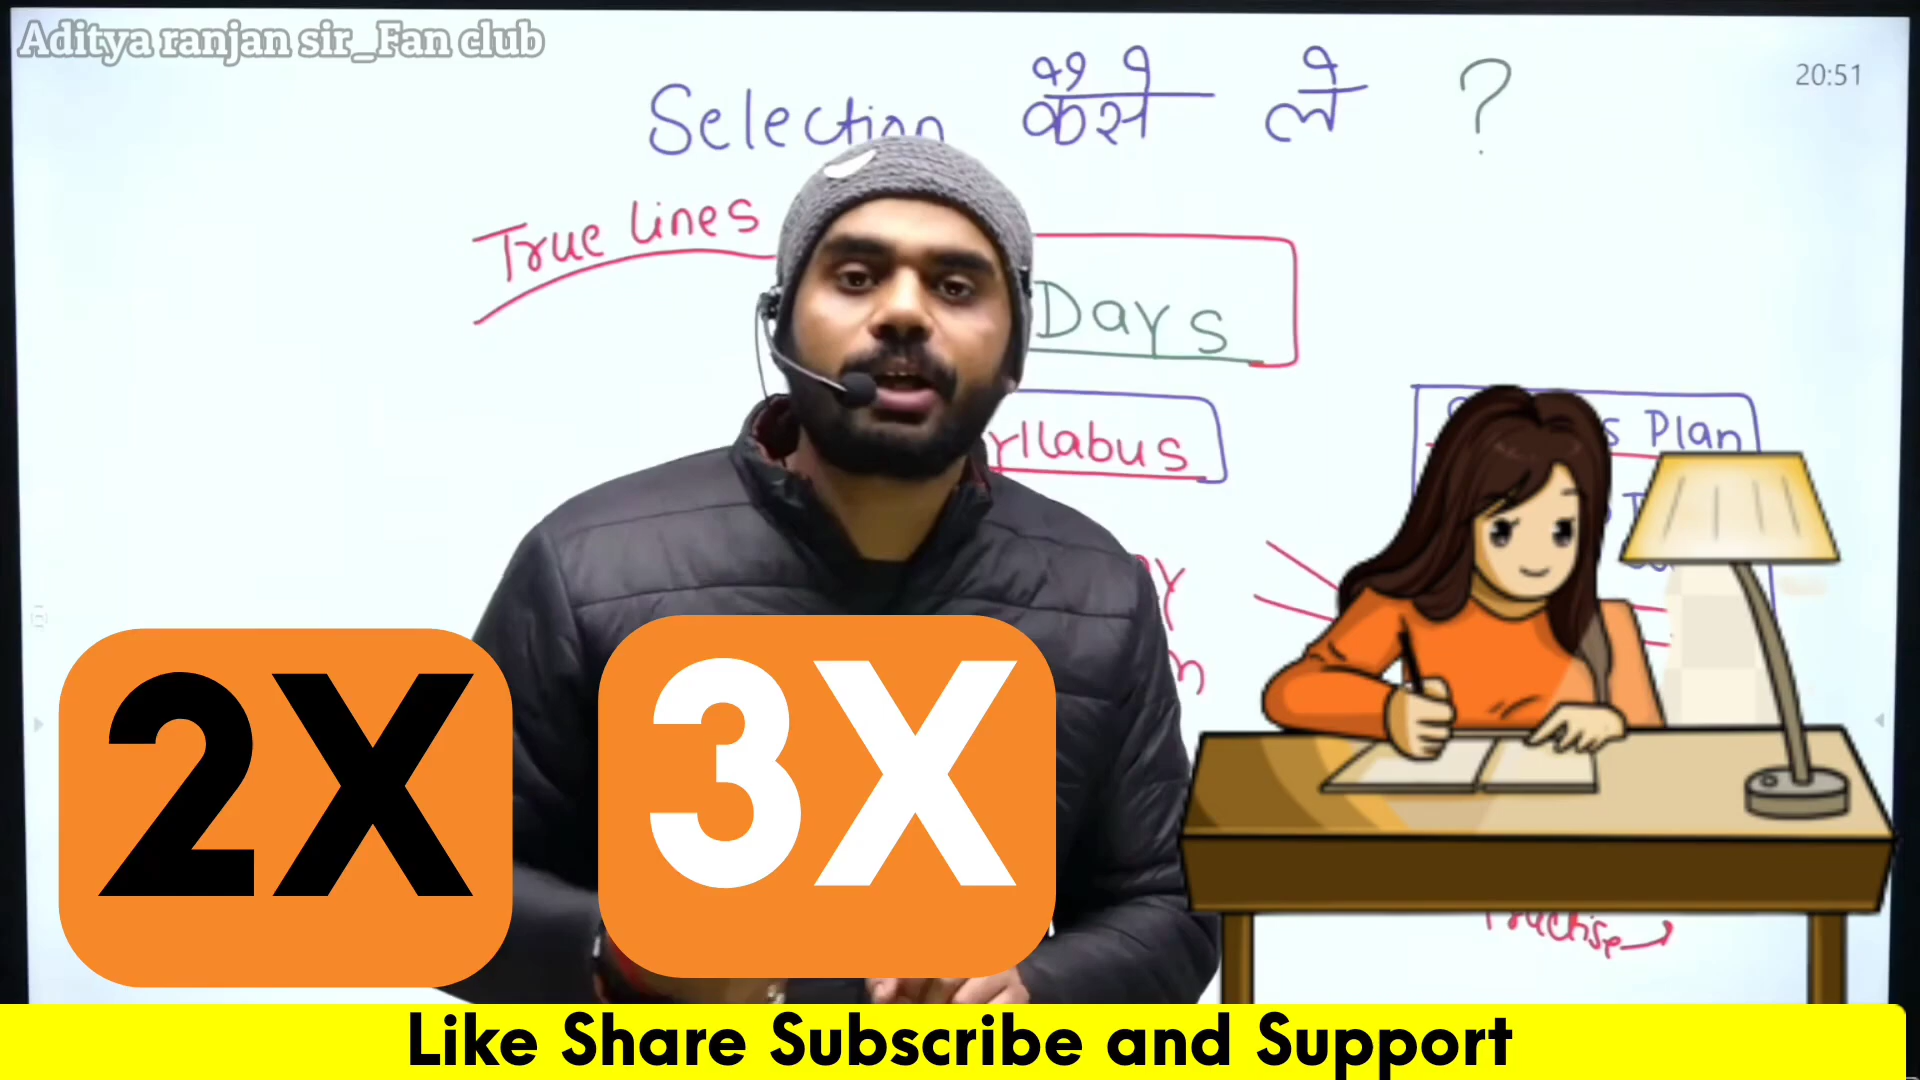 Aditya ranjan sir_Fan club
20:51
Selection कैसे ले ?
True lines
Days
yllabus
s Plan
2X
3X
Practise
Like Share Subscribe and Support